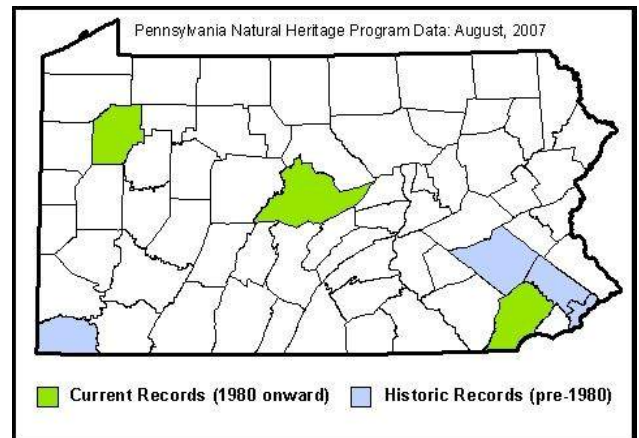 Pennsylvania Natural Heritage Program Data: August, 2007
Current Records (1980 onward) Historic Records (pre-1980)